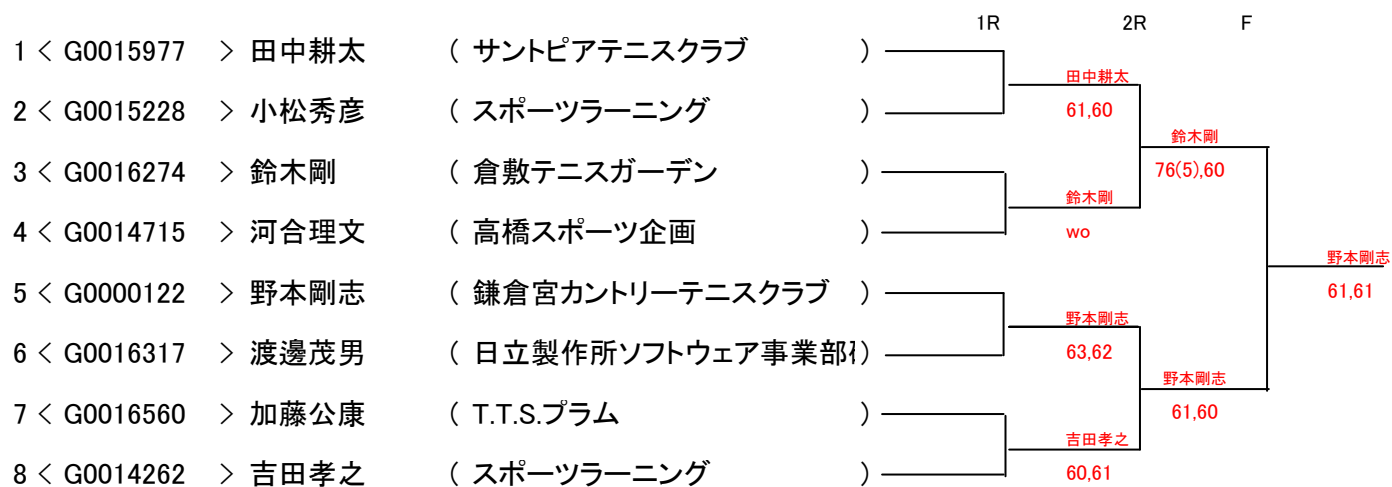 1R 2R F
1 < G0015977 > 田中耕太 ( サントピアテニスクラブ )
田中耕太
2 < G0015228 > 小松秀彦 ( スポーツラーニング )
61,60
鈴木剛
3 < G0016274 > 鈴木剛 ( 倉敷テニスガーデン )
76(5),60
鈴木剛
4 < G0014715 > 河合理文 ( 高橋スポーツ企画 )
wo
野本剛志
5 < G0000122 > 野本剛志 ( 鎌倉宮カントリーテニスクラブ )
61,61
野本剛志
6 < G0016317 > 渡邊茂男 ( 日立製作所ソフトウェア事業部 )
63,62
野本剛志
7 < G0016560 > 加藤公康 ( T.T.S.プラム )
61,60
吉田孝之
8 < G0014262 > 吉田孝之 ( スポーツラーニング )
60,61